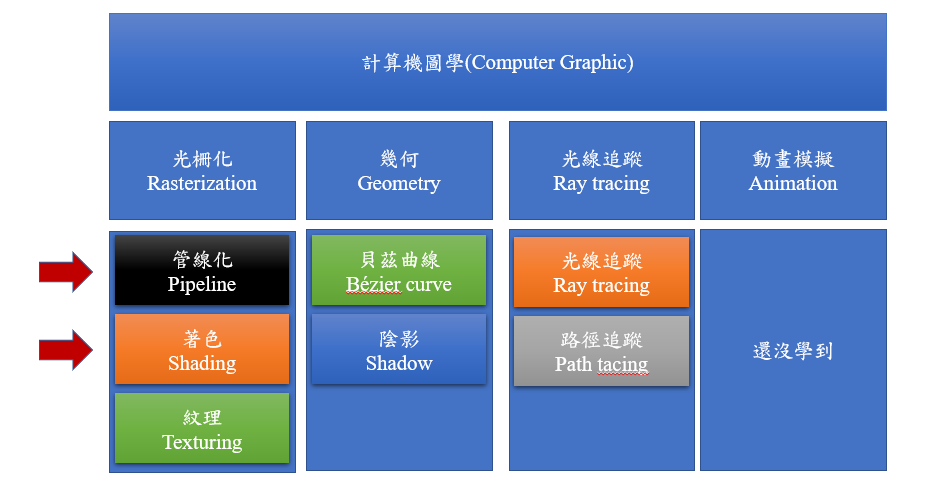 計算機圖學(Computer Graphic)
光柵化
Rasterization
幾何
Geometry
光線追蹤
Ray tracing
動畫模擬
Animation
管線化
Pipeline
著色
Shading
紋理
Texturing
貝茲曲線
Bézier curve
陰影
Shadow
光線追蹤
Ray tracing
路徑追蹤
Path tacing
還沒學到